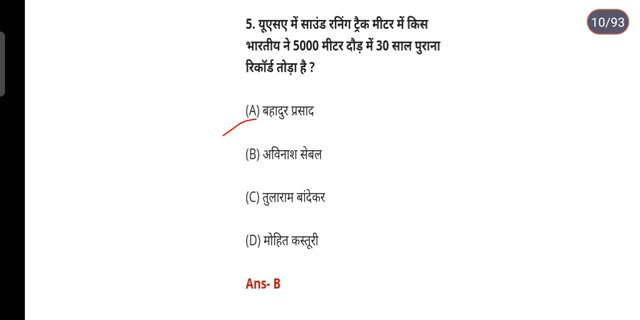 10/93
5. यूएसए में साउंड रनिंग ट्रैक मीटर में किस
भारतीय ने 5000 मीटर दौड़ में 30 साल पुराना
रिकॉर्ड तोड़ा है ?
(A) बहादुर प्रसाद
(B) अविनाश सेबल
(C) तुलाराम बांदेकर
(D) मोहित कस्तूरी
Ans- B